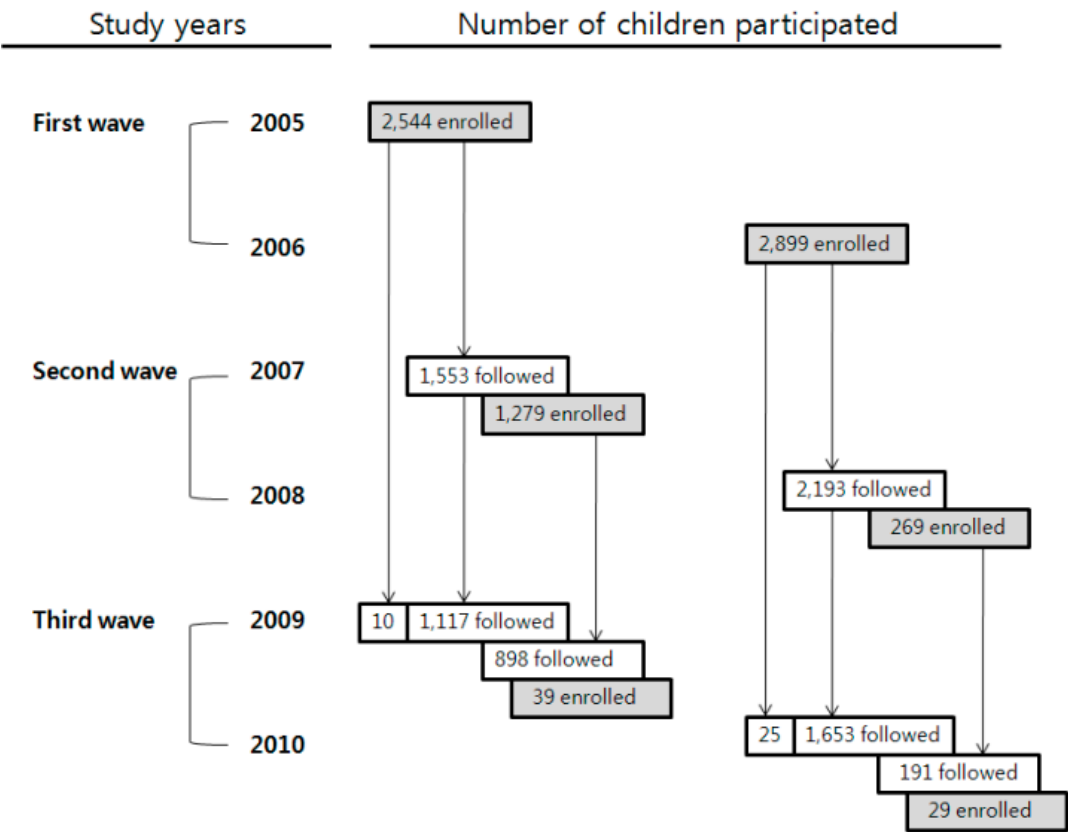 Study years
Number of children participated
First wave
2005
2,544 enrolled
2006
2,899 enrolled
Second wave
2007
1,553 followed
1,279 enrolled
2008
2,193 followed
269 enrolled
Third wave
2009
10
1,117 followed
898 followed
39 enrolled
2010
25
1,653 followed
191 followed
29 enrolled